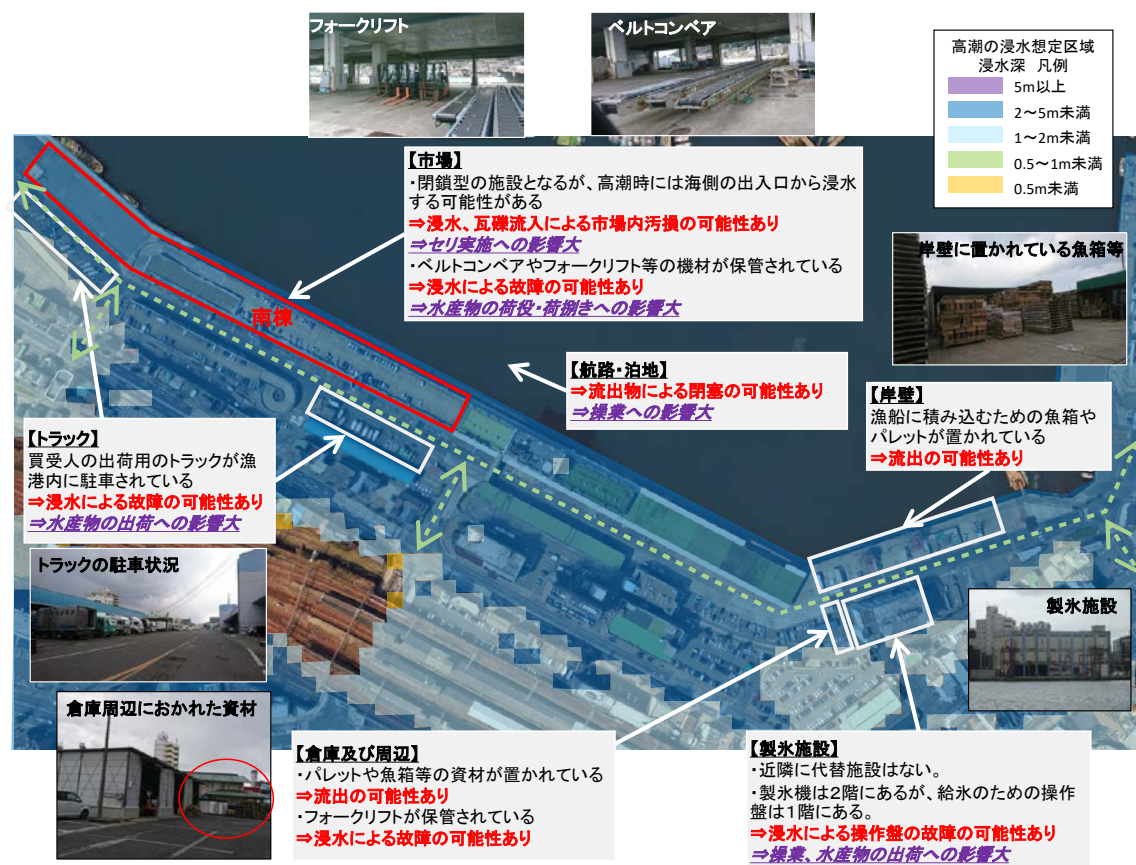 フォークリフト
ベルトコンベア
高潮の浸水想定区域
浸水深 凡例
5m以上
2～5m未満
1～2m未満
0.5～1m未満
0.5m未満
【市場】
・閉鎖型の施設となるが、高潮時には海側の出入口から浸水
する可能性がある
⇒浸水、瓦礫流入による市場内汚損の可能性あり
⇒セリ実施への影響大
・ベルトコンベアやフォークリフト等の機材が保管されている
⇒浸水による故障の可能性あり
⇒水産物の荷役・荷捌きへの影響大
岸壁に置かれている魚箱等
南棟
【航路・泊地】
⇒流出物による閉塞の可能性あり
⇒操業への影響大
【岸壁】
漁船に積み込むための魚箱や
パレットが置かれている
⇒流出の可能性あり
【トラック】
買受人の出荷用のトラックが漁
港内に駐車されている
⇒浸水による故障の可能性あり
⇒水産物の出荷への影響大
トラックの駐車状況
製氷施設
倉庫周辺におかれた資材
【倉庫及び周辺】
・パレットや魚箱等の資材が置かれている
⇒流出の可能性あり
・フォークリフトが保管されている
⇒浸水による故障の可能性あり
【製氷施設】
・近隣に代替施設はない。
・製氷機は２階にあるが、給氷のための操作
盤は１階にある。
⇒浸水による操作盤の故障の可能性あり
⇒操業、水産物の出荷への影響大